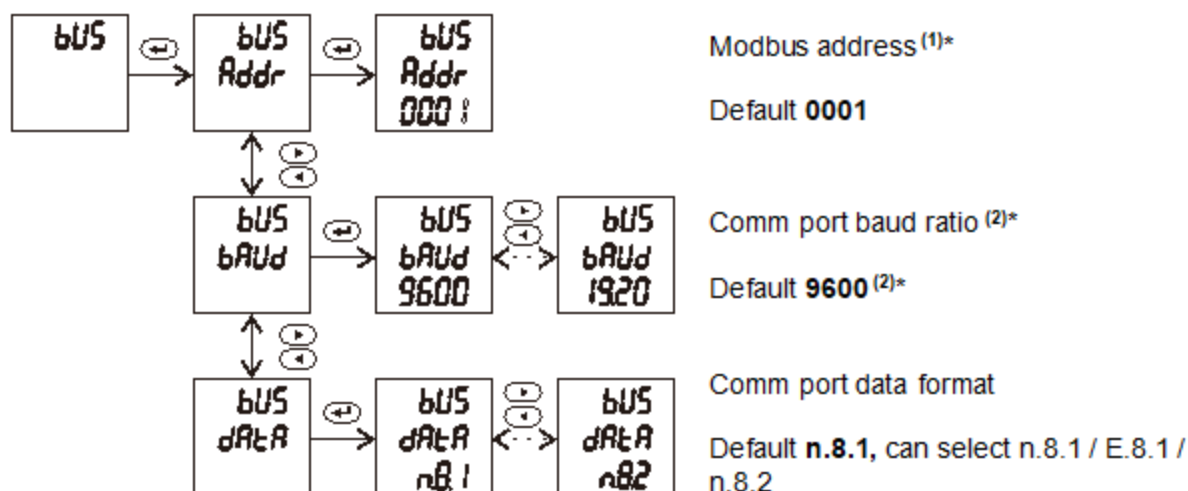 bUS
bUS
Addr
bUS
Addr
0001
Modbus address (1)*
Default 0001
bUS
bAUd
bUS
bAUd
9600
bUS
bAUd
19.20
Comm port baud ratio (2)*
Default 9600 (2)*
bUS
dAtA
bUS
dAtA
n8.1
bUS
dAtA
n8.2
Comm port data format
Default n.8.1, can select n.8.1 / E.8.1 /
n.8.2